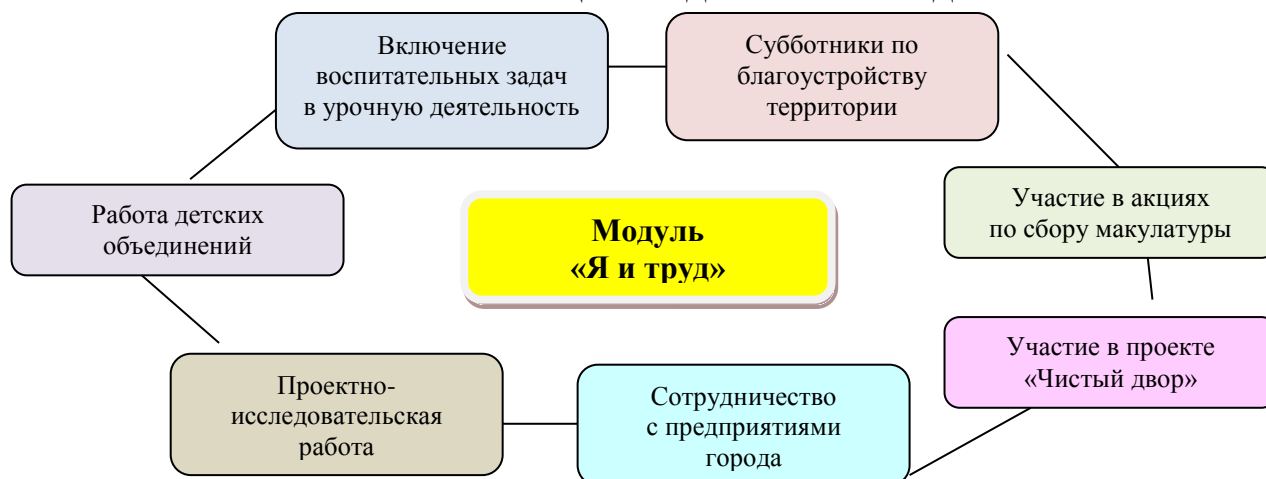 Включение
воспитательных задач
в урочную деятельность
Субботники по
благоустройству
территории
Работа детских
объединений
Модуль
«Я и труд»
Участие в акциях
по сбору макулатуры
Проектно-
исследовательская
работа
Сотрудничество
с предприятиями
города
Участие в проекте
«Чистый двор»